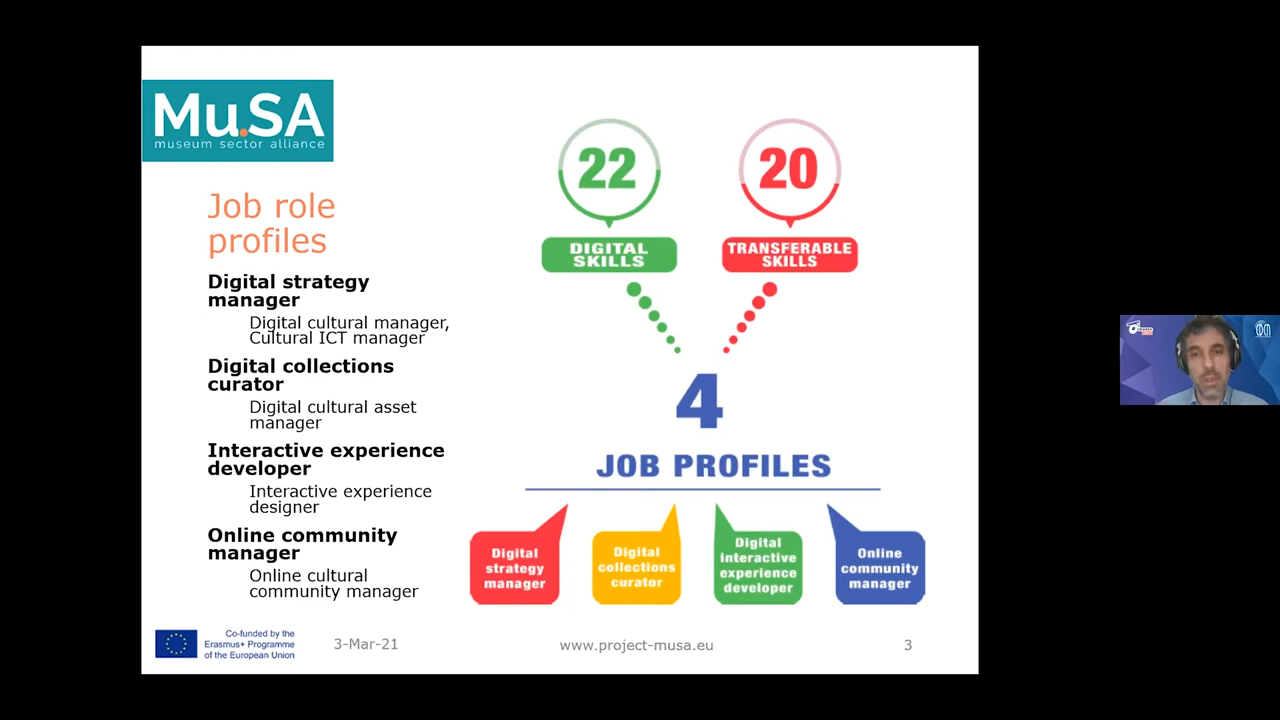 Mu.SA
museum sector alliance
Job role
profiles
Digital strategy
manager
Digital cultural manager,
Cultural ICT manager
Digital collections
curator
Digital cultural asset
manager
Interactive experience
developer
Interactive experience
designer
Online community
manager
Online cultural
community manager
22
DIGITAL
SKILLS
20
TRANSFERABLE
SKILLS
4
JOB PROFILES
Digital
strategy
manager
Digital
collections
curator
Digital
interactive
experience
developer
Online
community
manager
Co-funded by the
Erasmus+ Programme
of the European Union
3-Mar-21
www.project-musa.eu
3